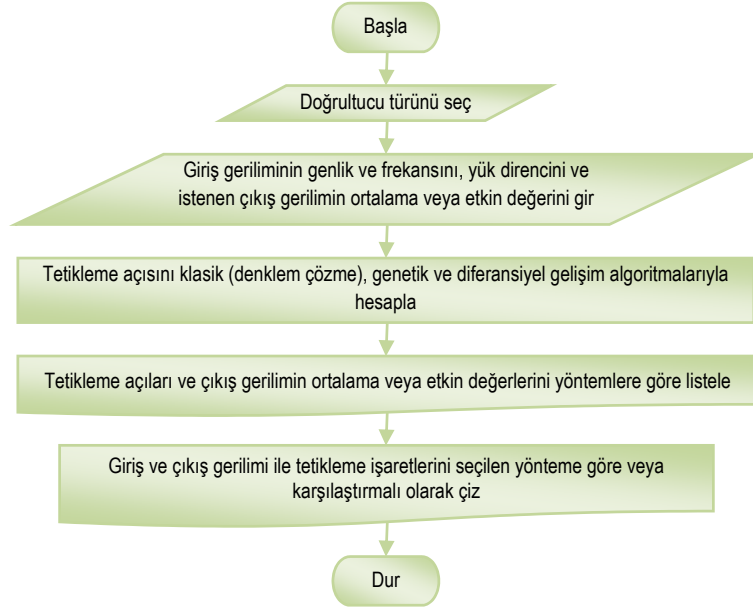 Başla
Doğrultucu türünü seç
Giriş geriliminin genlik ve frekansını, yük direncini ve
istenen çıkış gerilimin ortalama veya etkin değerini gir
Tetikleme açısını klasik (denklem çözme), genetik ve diferansiyel gelişim algoritmalarıyla
hesapla
Tetikleme açıları ve çıkış gerilimin ortalama veya etkin değerlerini yöntemlere göre listele
Giriş ve çıkış gerilimi ile tetikleme işaretlerini seçilen yönteme göre veya
karşılaştırmalı olarak çiz
Dur